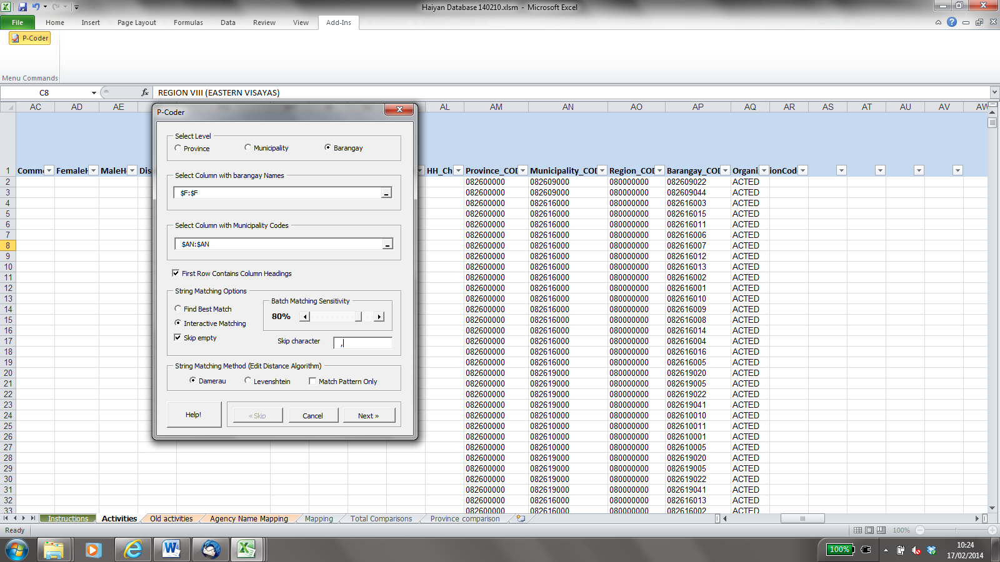 Haiyan Database 140210.xlsm - Microsoft Excel
File Home Insert Page Layout Formulas Data Review View Add-Ins
P-Coder
Menu Commands
C8 fx REGION VIII (EASTERN VISAYAS)
AC AD AE AL AM AN AO AP AQ AR AS AT AU AV AW
1 Comme FemaleH MaleHe Dis HH_Ch Province_COD Municipality_COD Region_COD Barangay_COD OrganizationCode
2 082600000 082609000 080000000 082609022 ACTED
3 082600000 082609000 080000000 082609044 ACTED
4 082600000 082616000 080000000 082616003 ACTED
5 082600000 082616000 080000000 082616015 ACTED
6 082600000 082616000 080000000 082616011 ACTED
7 082600000 082616000 080000000 082616006 ACTED
8 082600000 082616000 080000000 082616007 ACTED
9 082600000 082616000 080000000 082616012 ACTED
10 082600000 082616000 080000000 082616013 ACTED
11 082600000 082616000 080000000 082616002 ACTED
12 082600000 082616000 080000000 082616001 ACTED
13 082600000 082616000 080000000 082616010 ACTED
14 082600000 082616000 080000000 082616009 ACTED
15 082600000 082616000 080000000 082616008 ACTED
16 082600000 082616000 080000000 082616014 ACTED
17 082600000 082616000 080000000 082616004 ACTED
18 082600000 082616000 080000000 082616016 ACTED
19 082600000 082616000 080000000 082616005 ACTED
20 082600000 082619000 080000000 082619020 ACTED
21 082600000 082619000 080000000 082619005 ACTED
22 082600000 082619000 080000000 082619022 ACTED
23 082600000 082619000 080000000 082619041 ACTED
24 082600000 082610000 080000000 082610010 ACTED
25 082600000 082610000 080000000 082610011 ACTED
26 082600000 082610000 080000000 082610001 ACTED
27 082600000 082610000 080000000 082610005 ACTED
28 082600000 082619000 080000000 082619020 ACTED
29 082600000 082619000 080000000 082619005 ACTED
30 082600000 082619000 080000000 082619022 ACTED
31 082600000 082619000 080000000 082619041 ACTED
32 082600000 082616000 080000000 082616013 ACTED
33 082600000 082616000 080000000 082616002 ACTED
P-Coder
Select Level
Province Municipality Barangay
Select Column with barangay Names
$F:$F
Select Column with Municipality Codes
$AN:$AN
First Row Contains Column Headings
String Matching Options
Find Best Match
Interactive Matching
Skip empty
Batch Matching Sensitivity
80%
Skip character ,
String Matching Method (Edit Distance Algorithm)
Damerau Levenshtein Match Pattern Only
Help! « Skip Cancel Next »
Instructions Activities Old activities Agency Name Mapping Mapping Total Comparisons Province comparison
Ready 100%
100% 10:24
17/02/2014